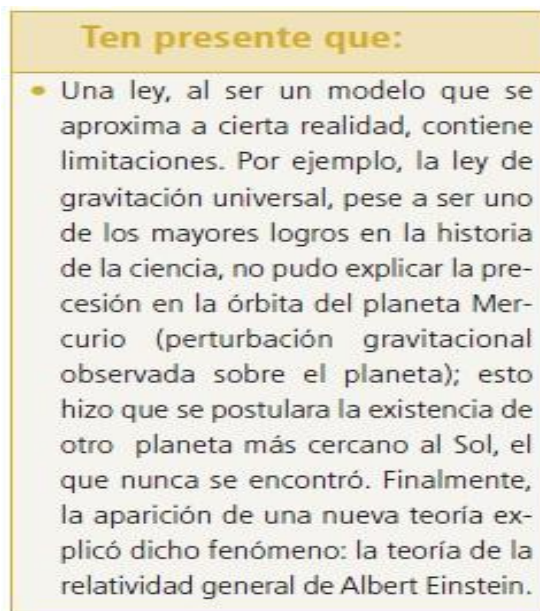 Ten presente que:
• Una ley, al ser un modelo que se
aproxima a cierta realidad, contiene
limitaciones. Por ejemplo, la ley de
gravitación universal, pese a ser uno
de los mayores logros en la historia
de la ciencia, no pudo explicar la pre-
cesión en la órbita del planeta Mer-
curio (perturbación gravitacional
observada sobre el planeta); esto
hizo que se postulara la existencia de
otro planeta más cercano al Sol, el
que nunca se encontró. Finalmente,
la aparición de una nueva teoría ex-
plicó dicho fenómeno: la teoría de la
relatividad general de Albert Einstein.